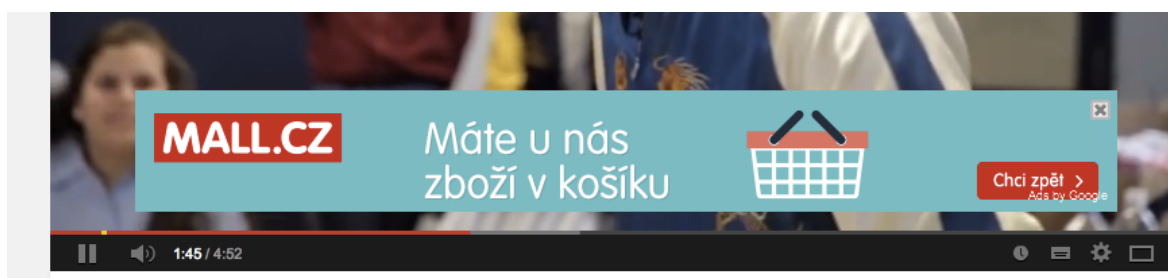 MALL.CZ
Máte u nás
zboží v košíku
Chci zpět >
Ads by Google
1:45 / 4:52